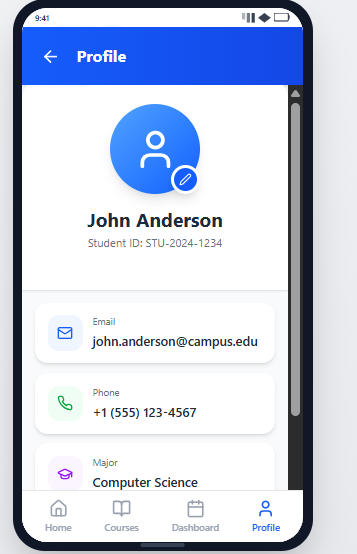 9:41
Profile
John Anderson
Student ID: STU-2024-1234
Email
john.anderson@campus.edu
Phone
+1 (555) 123-4567
Major
Computer Science
Home Courses Dashboard Profile